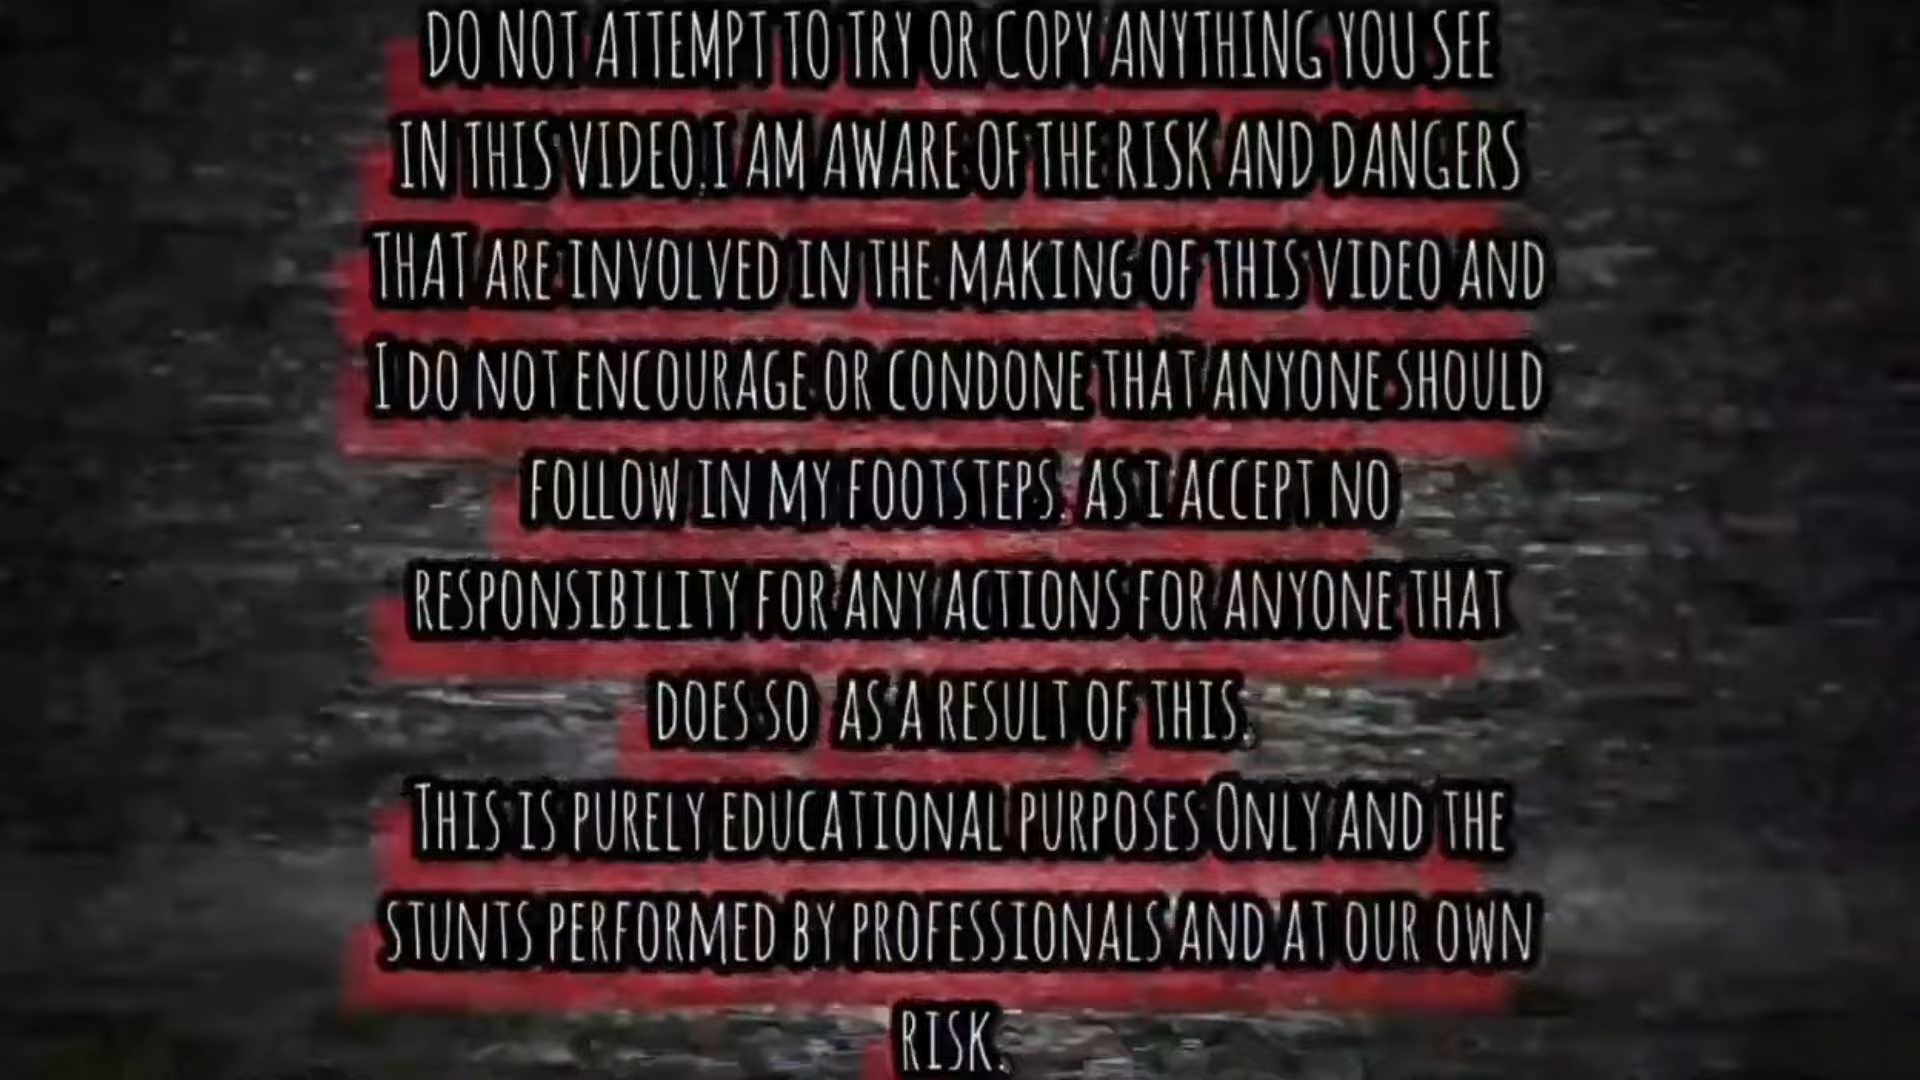 DO NOT ATTEMPT TO TRY OR COPY ANYTHING YOU SEE
IN THIS VIDEO,I AM AWARE OF THE RISK AND DANGERS
THAT ARE INVOLVED IN THE MAKING OF THIS VIDEO AND
I DO NOT ENCOURAGE OR CONDONE THAT ANYONE SHOULD
FOLLOW IN MY FOOTSTEPS. AS I ACCEPT NO
RESPONSIBILITY FOR ANY ACTIONS FOR ANYONE THAT
DOES SO AS A RESULT OF THIS.
THIS IS PURELY EDUCATIONAL PURPOSES ONLY AND THE
STUNTS PERFORMED BY PROFESSIONALS AND AT OUR OWN
RISK.